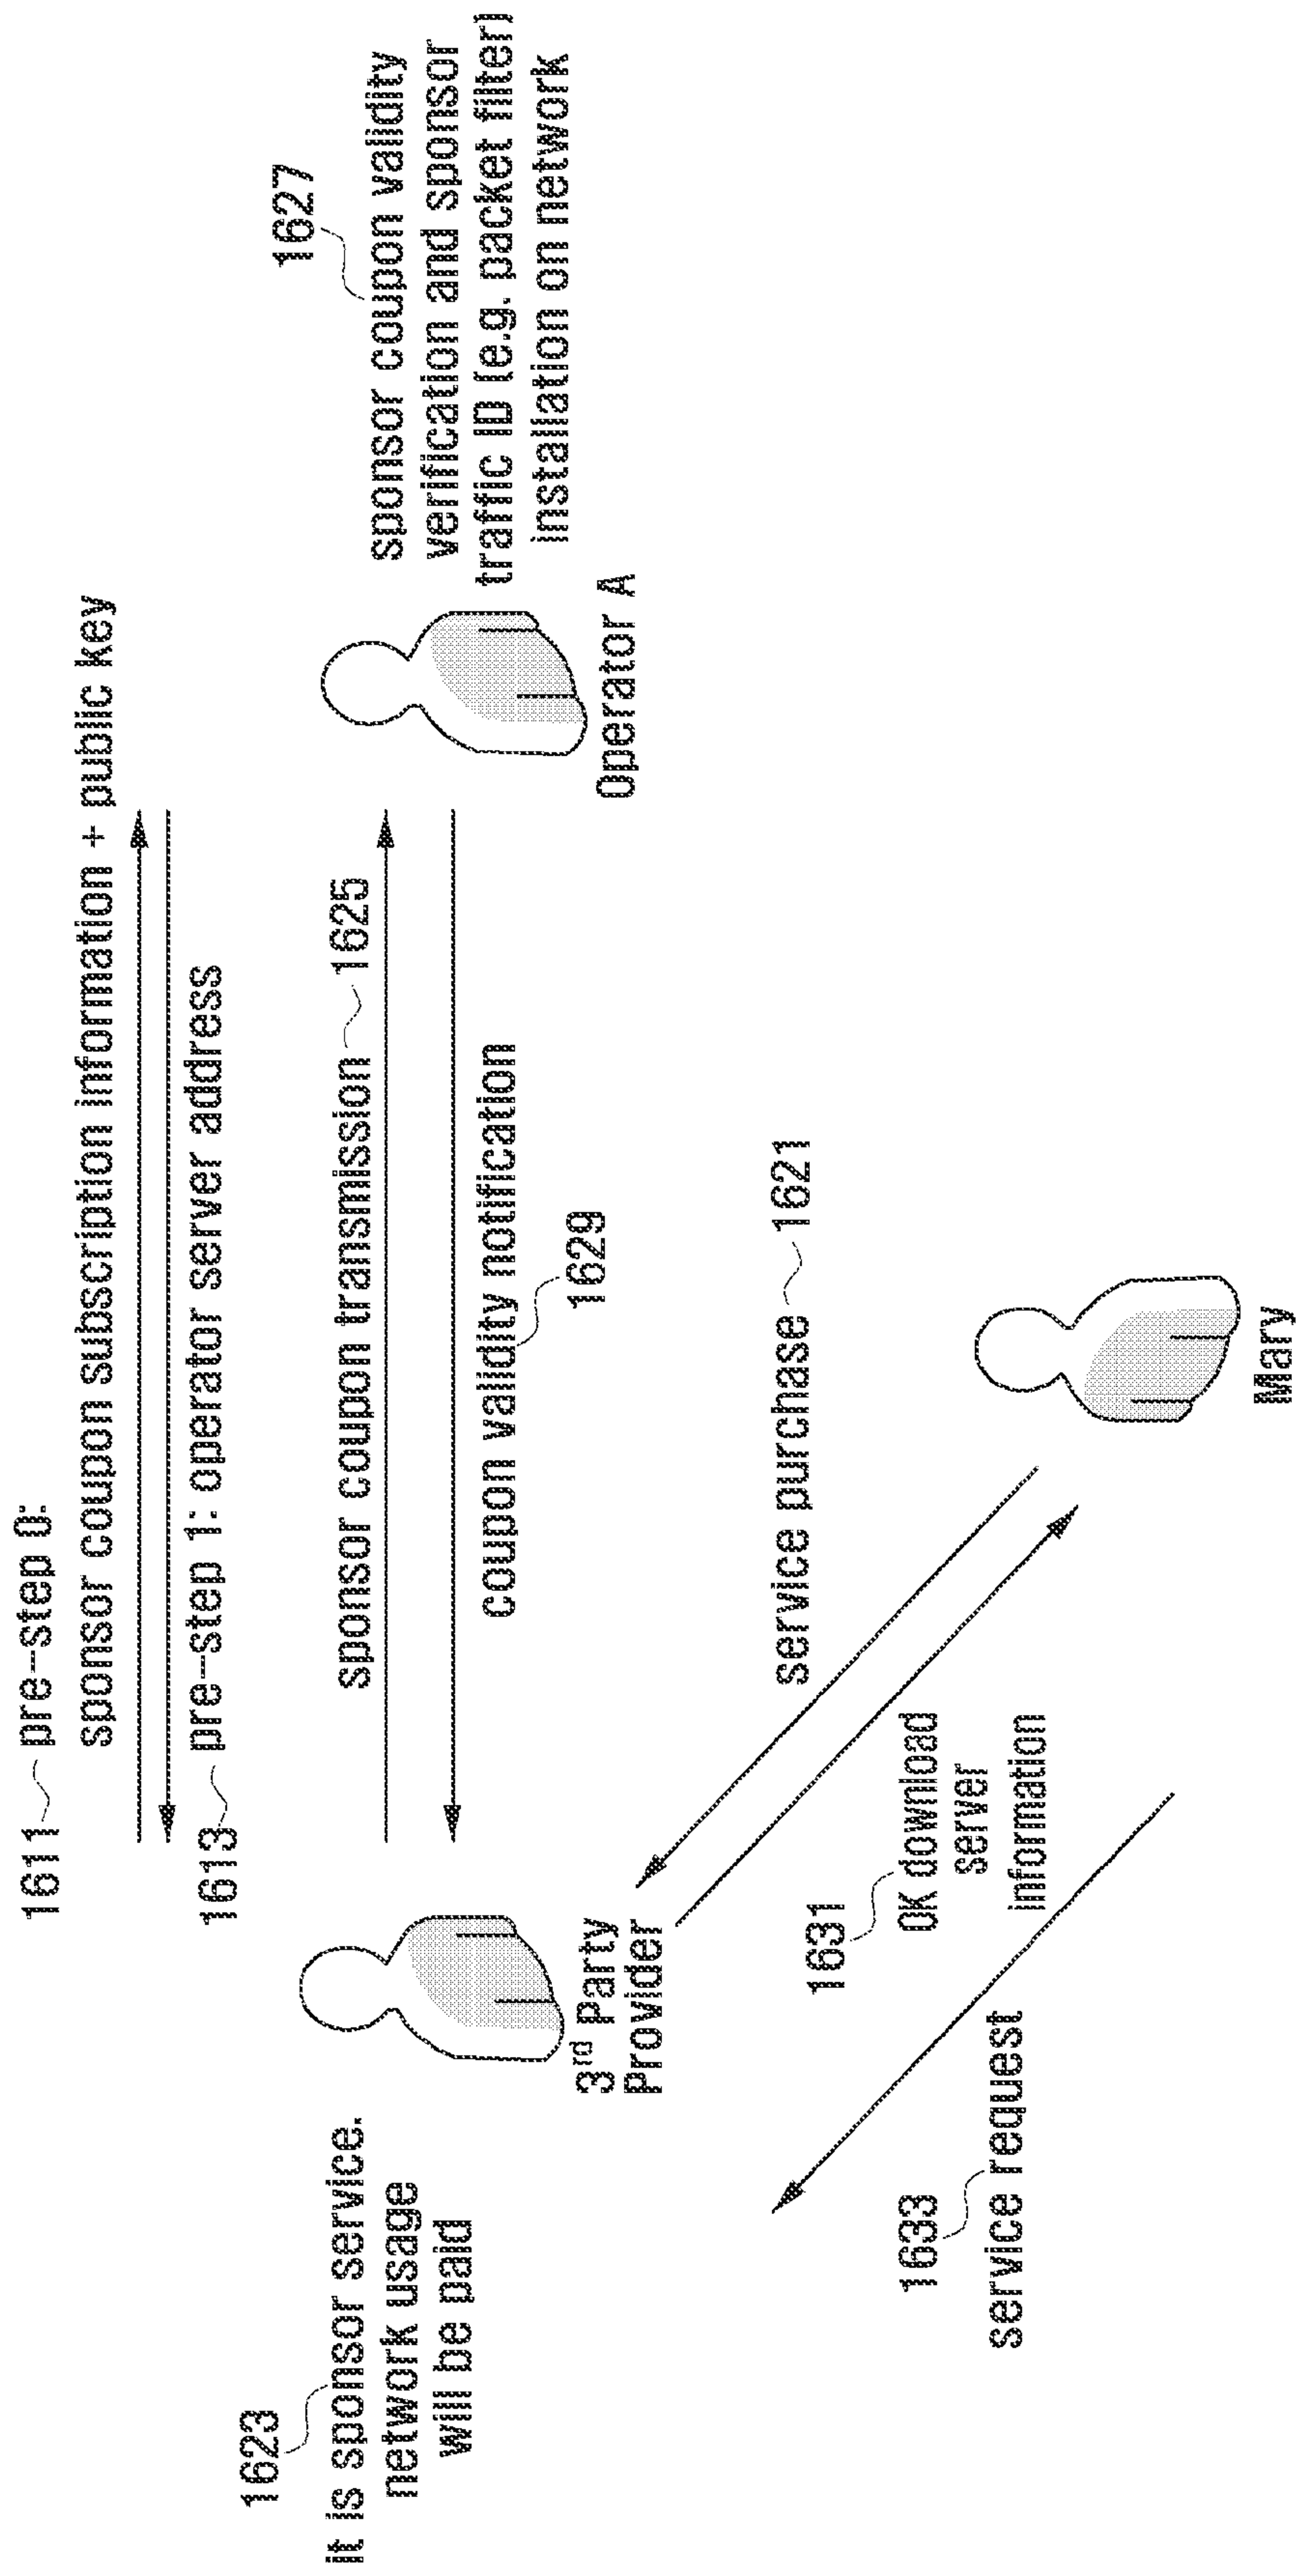 1611
pre-step 0:
sponsor coupon subscription information + public key
1613
pre-step 1: operator server address
1623
it is sponsor service.
network usage
will be paid
3rd Party
Provider
sponsor coupon transmission
1625
coupon validity notification
1629
1627
sponsor coupon validity
verification and sponsor
traffic ID (e.g. packet filter)
installation on network
Operator A
service purchase
1621
1631
OK download
server
information
1633
service request
Mary